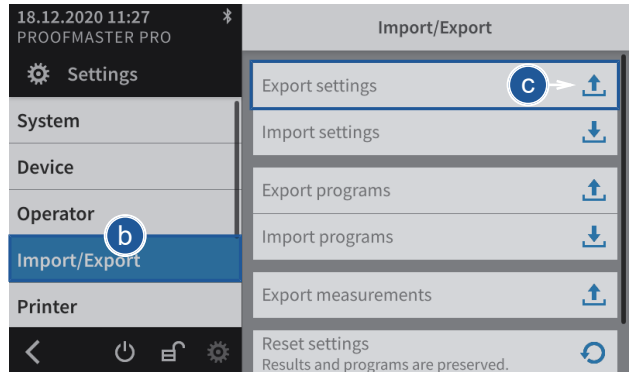 18.12.2020 11:27
PROOFMASTER PRO
Settings
System
Device
Operator
b
Import/Export
Printer
Import/Export
Export settings
c
Import settings
Export programs
Import programs
Export measurements
Reset settings
Results and programs are preserved.